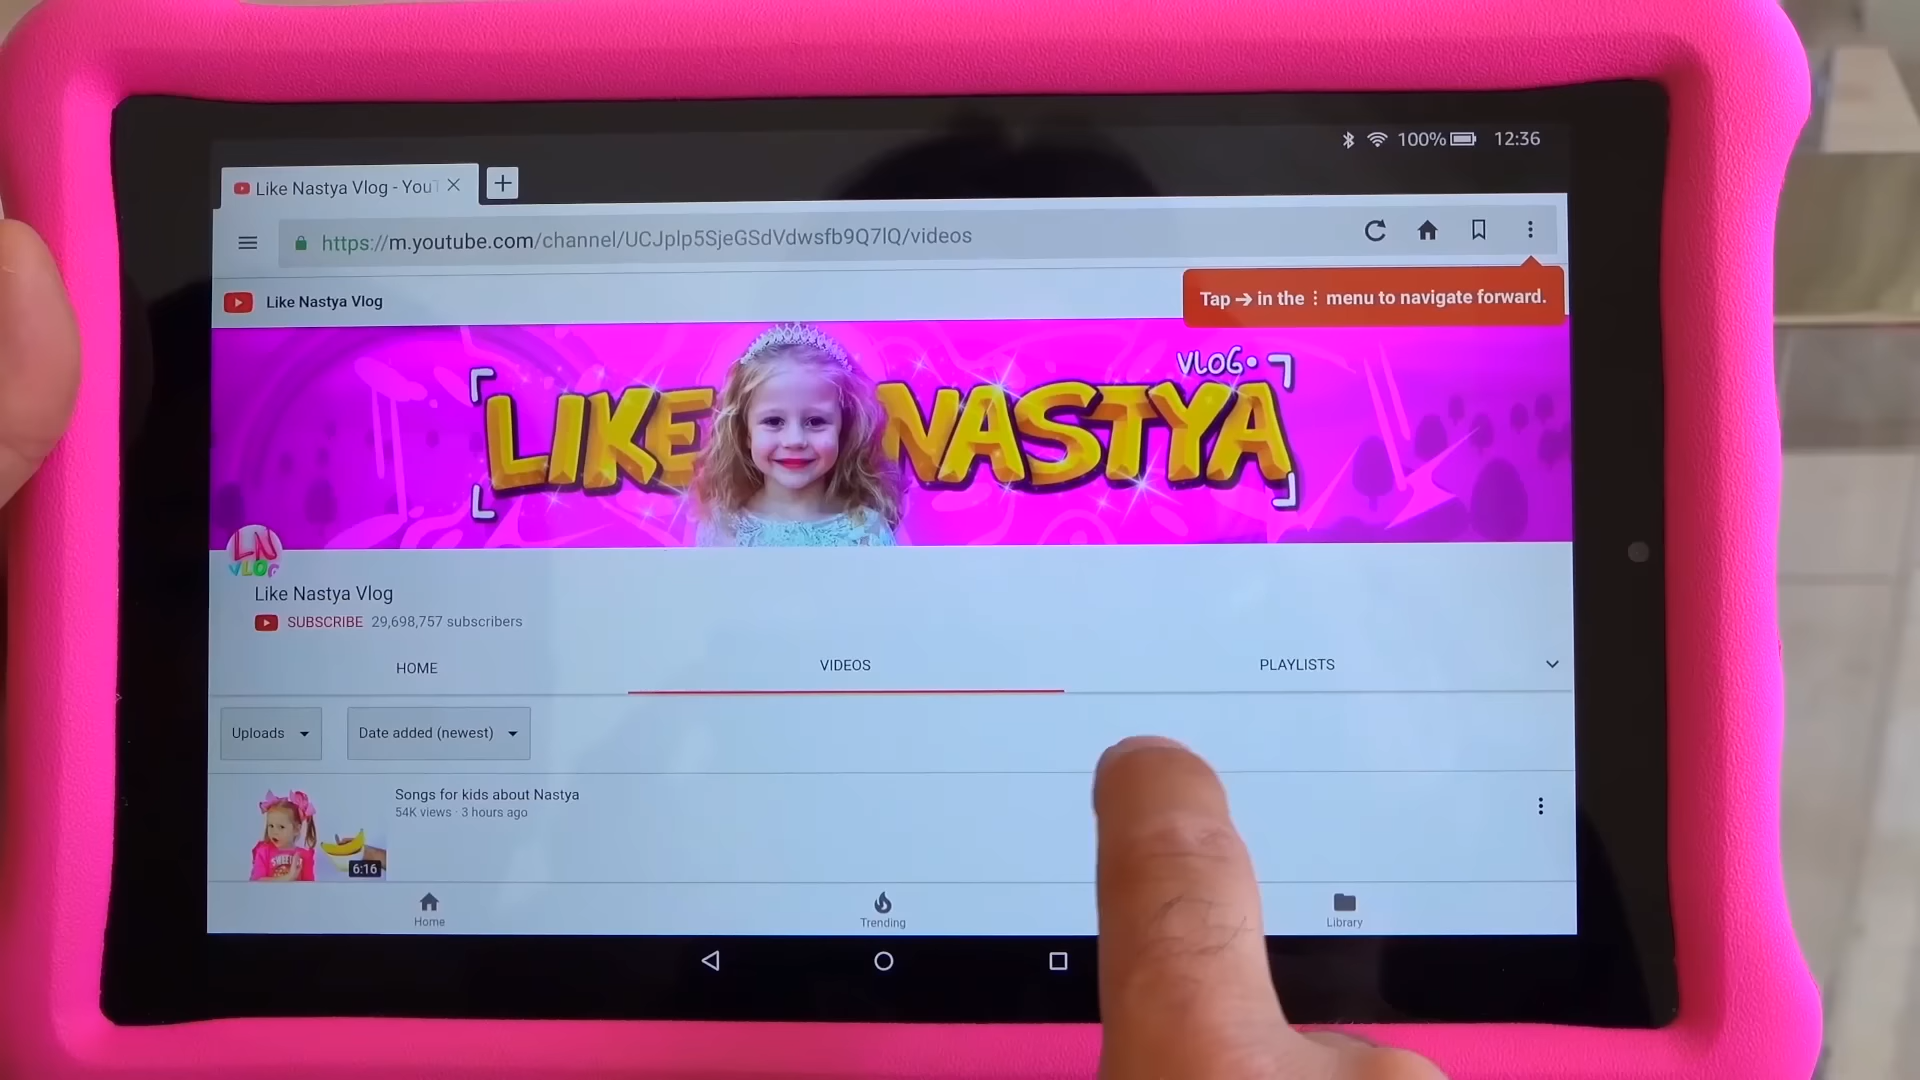 100% 12:36
Like Nastya Vlog - YouT
https://m.youtube.com/channel/UCJplp5SjeGSdVdwsfb9Q7lQ/videos
Like Nastya Vlog
Tap → in the ⋮ menu to navigate forward.
VLOG
LIKE NASTYA
LN
VLOG
Like Nastya Vlog
SUBSCRIBE 29,698,757 subscribers
HOME VIDEOS PLAYLISTS
Uploads Date added (newest)
Songs for kids about Nastya
54K views · 3 hours ago
6:16
Home Trending Library